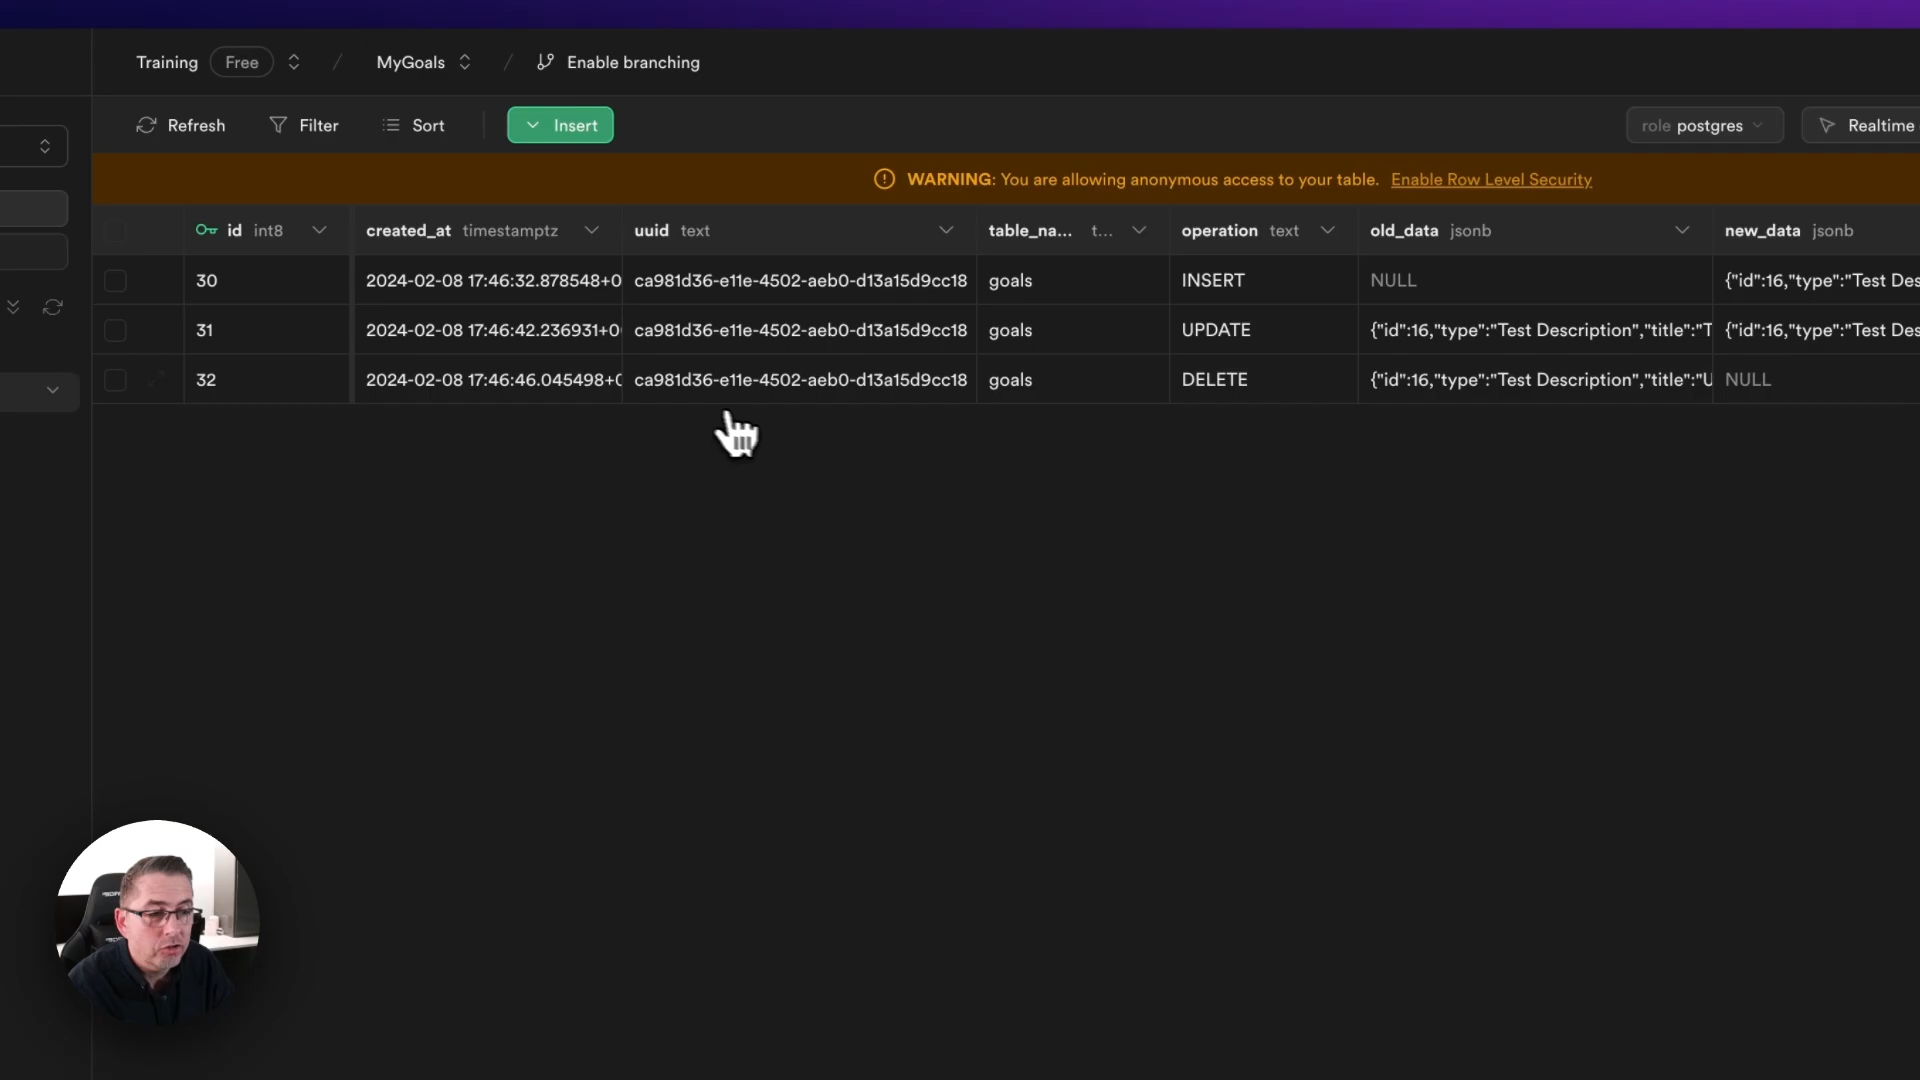 Training Free / MyGoals / Enable branching
Refresh Filter Sort Insert role postgres Realtime
WARNING: You are allowing anonymous access to your table. Enable Row Level Security
id int8 created_at timestamptz uuid text table_na... t... operation text old_data jsonb new_data jsonb
30 2024-02-08 17:46:32.878548+0 ca981d36-e11e-4502-aeb0-d13a15d9cc18 goals INSERT NULL {"id":16,"type":"Test Des
31 2024-02-08 17:46:42.236931+0 ca981d36-e11e-4502-aeb0-d13a15d9cc18 goals UPDATE {"id":16,"type":"Test Description","title":"T {"id":16,"type":"Test Des
32 2024-02-08 17:46:46.045498+0 ca981d36-e11e-4502-aeb0-d13a15d9cc18 goals DELETE {"id":16,"type":"Test Description","title":"U NULL